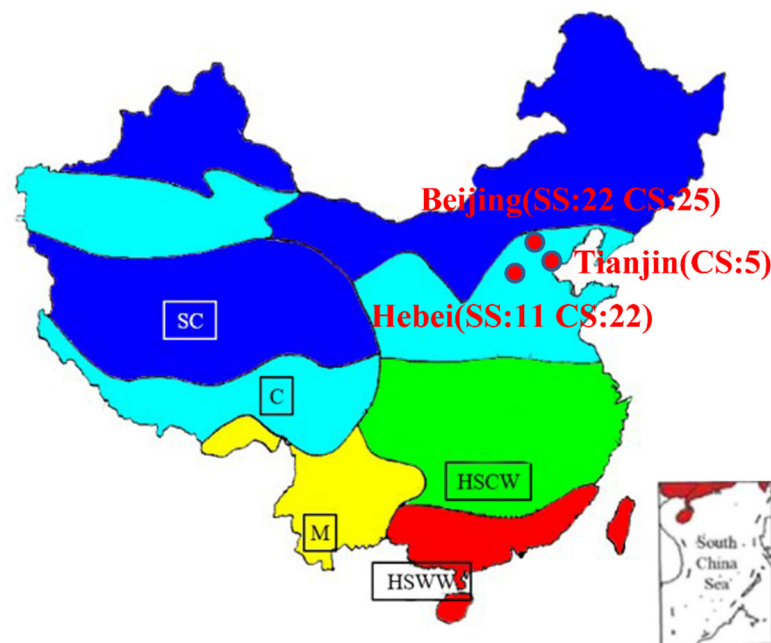 Beijing(SS:22 CS:25)
Tianjin(CS:5)
Hebei(SS:11 CS:22)
SC
C
HSCW
M
HSWW
South
China
Sea